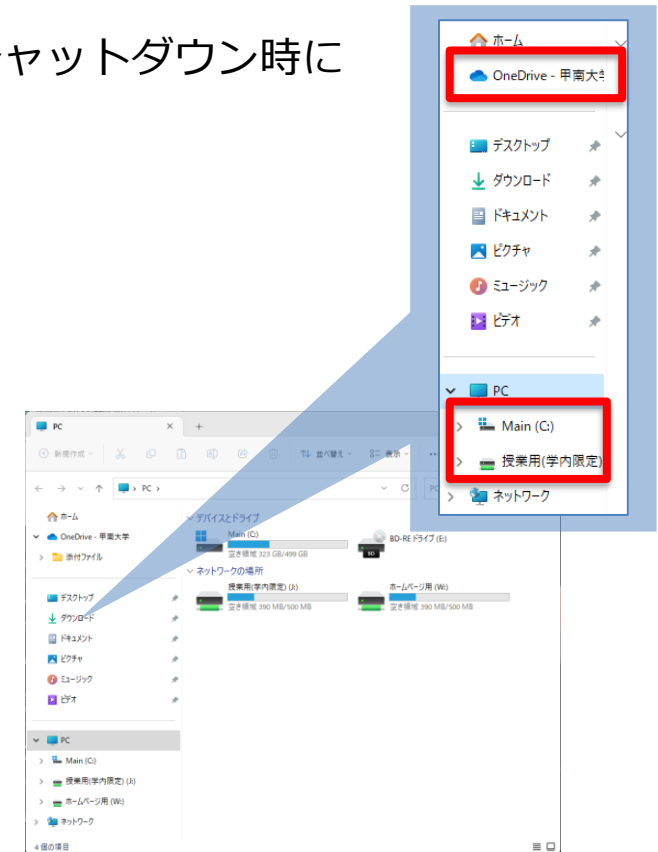 ャットダウン時に
ホーム
OneDrive - 甲南大学
デスクトップ
ダウンロード
ドキュメント
ピクチャ
ミュージック
ビデオ
PC
Main (C:)
授業用(学内限定)
ネットワーク
PC
新規作成
並べ替え
表示
PC
ホーム
OneDrive - 甲南大学
添付ファイル
デスクトップ
ダウンロード
ドキュメント
ピクチャ
ミュージック
ビデオ
PC
Main (C:)
授業用(学内限定) (J:)
ホームページ用 (W:)
ネットワーク
デバイスとドライブ
Main (C:)
空き領域 323 GB/499 GB
BD-RE ドライブ (E:)
BD
ネットワークの場所
授業用(学内限定) (J:)
空き領域 390 MB/500 MB
ホームページ用 (W:)
空き領域 390 MB/500 MB
4 個の項目